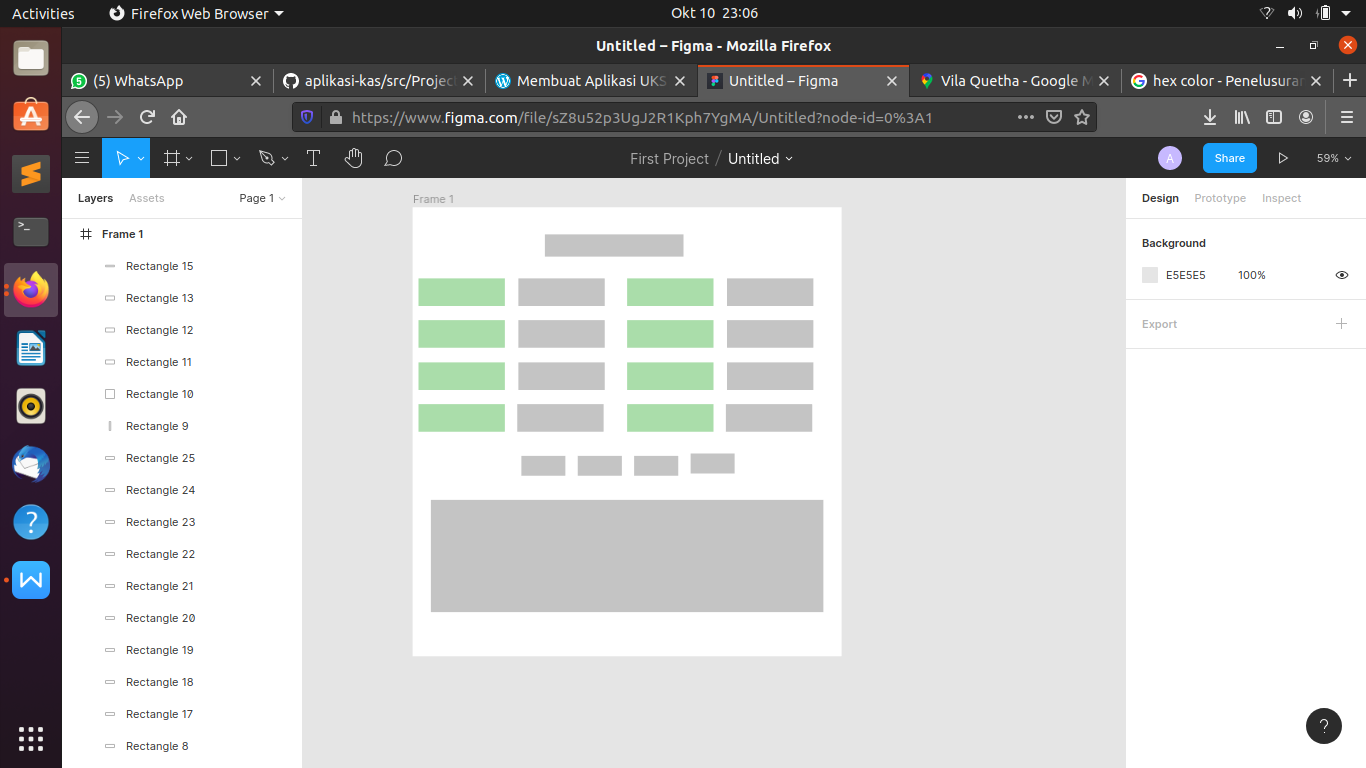 Activities Firefox Web Browser Okt 10 23:06
Untitled – Figma - Mozilla Firefox
(5) WhatsApp aplikasi-kas/src/Projec Membuat Aplikasi UKS Untitled – Figma Vila Quetha - Google M hex color - Penelusuran
https://www.figma.com/file/sZ8u52p3UgJ2R1Kph7YgMA/Untitled?node-id=0%3A1
First Project / Untitled A Share 59%
Layers Assets Page 1
Frame 1
Rectangle 15
Rectangle 13
Rectangle 12
Rectangle 11
Rectangle 10
Rectangle 9
Rectangle 25
Rectangle 24
Rectangle 23
Rectangle 22
Rectangle 21
Rectangle 20
Rectangle 19
Rectangle 18
Rectangle 17
Rectangle 8
Frame 1
Design Prototype Inspect
Background
E5E5E5 100%
Export
?